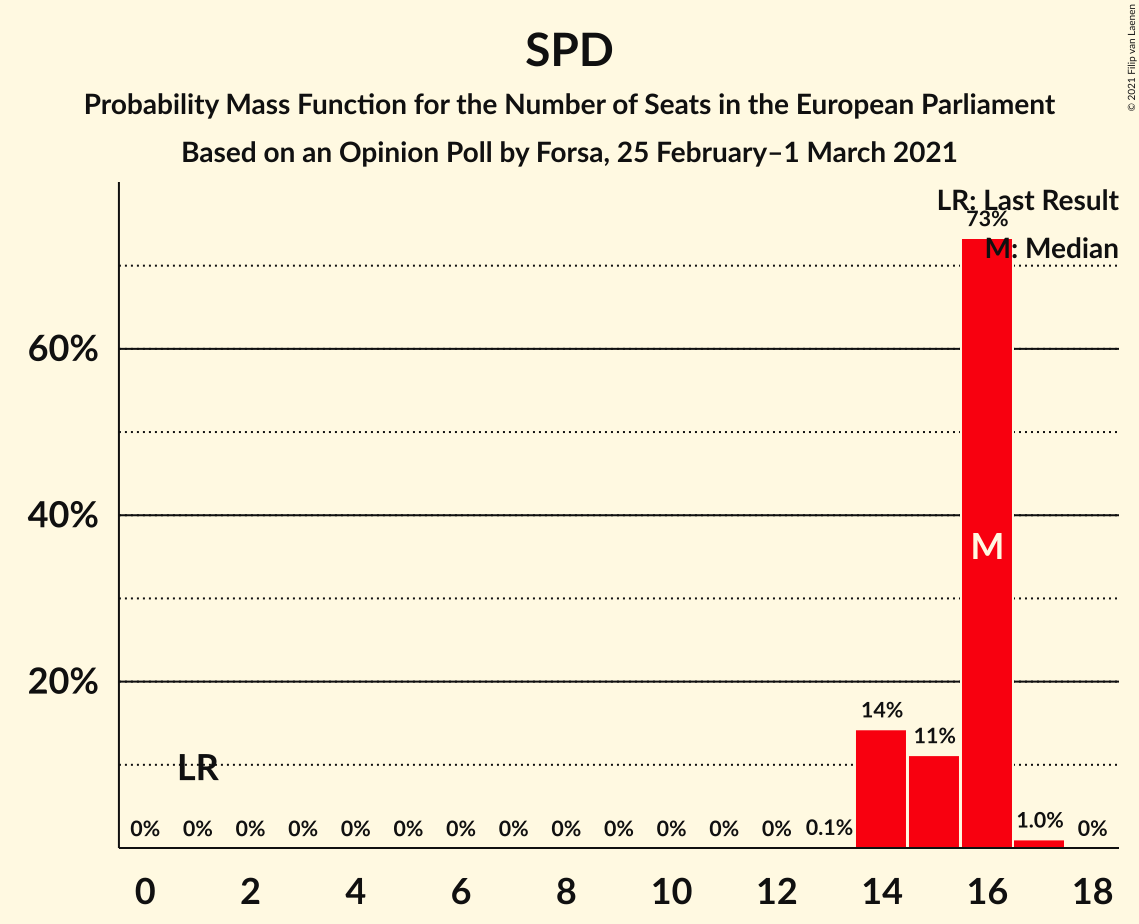 SPD
Probability Mass Function for the Number of Seats in the European Parliament
Based on an Opinion Poll by Forsa, 25 February–1 March 2021
© 2021 Filip van Laenen
LR: Last Result
73%
M: Median
60%
40%
M
20%
14%
11%
LR
0% 0% 0% 0% 0% 0% 0% 0% 0% 0% 0% 0% 0% 0.1% 1.0% 0%
0 2 4 6 8 10 12 14 16 18